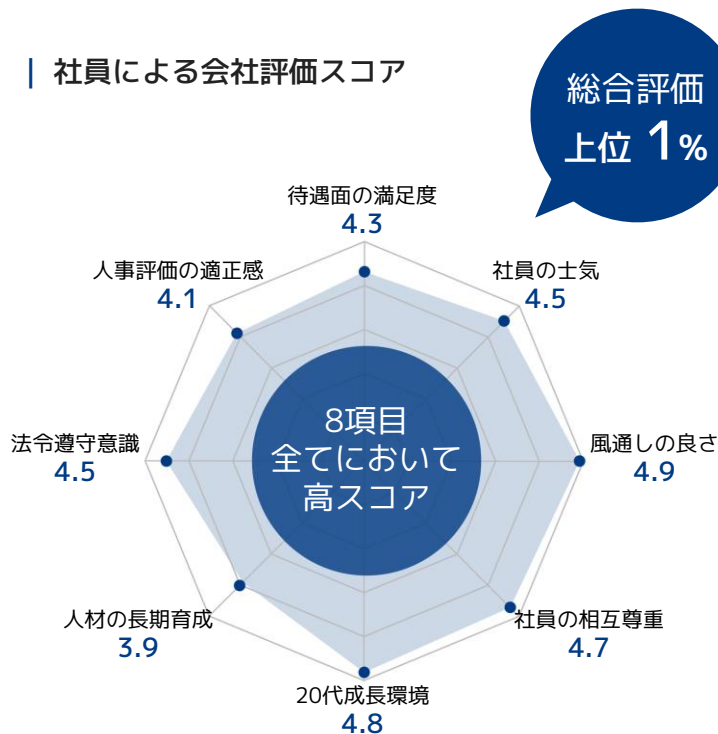 社員による会社評価スコア
総合評価
上位 1%
待遇面の満足度
4.3
人事評価の適正感
4.1
社員の士気
4.5
法令遵守意識
4.5
8項目
全てにおいて
高スコア
風通しの良さ
4.9
人材の長期育成
3.9
社員の相互尊重
4.7
20代成長環境
4.8